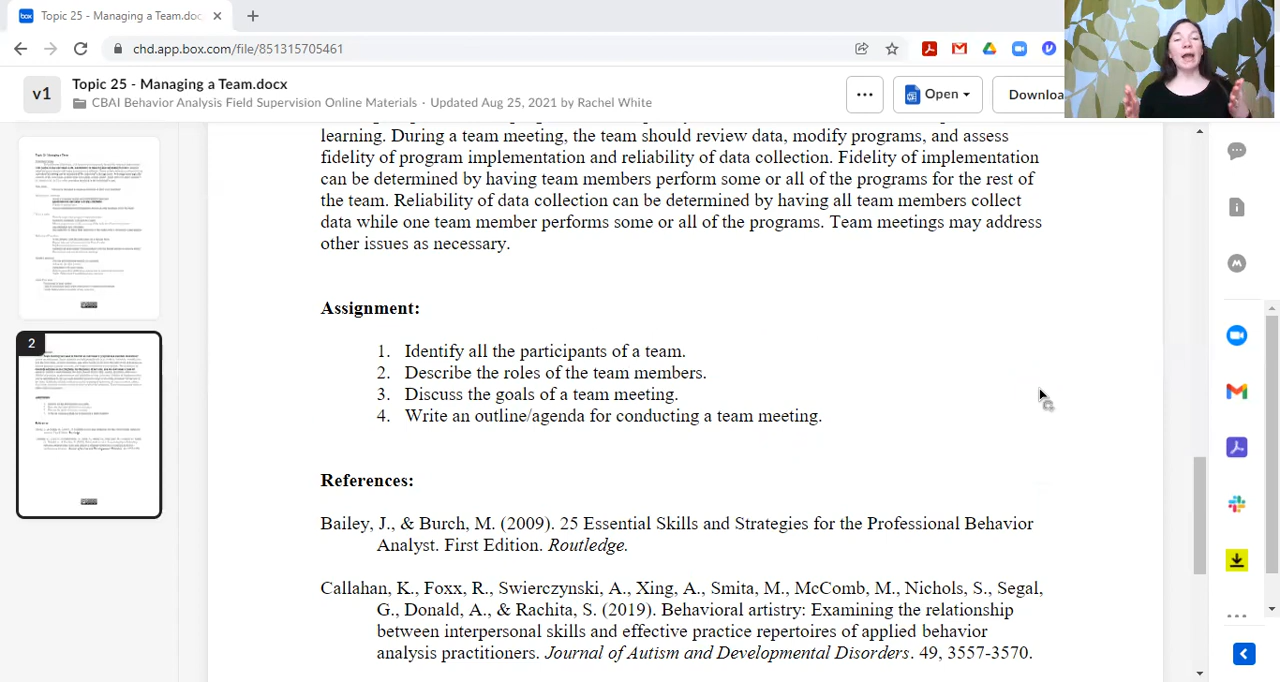 Topic 25 - Managing a Team.doc
chd.app.box.com/file/851315705461
v1
Topic 25 - Managing a Team.docx
CBAI Behavior Analysis Field Supervision Online Materials · Updated Aug 25, 2021 by Rachel White
Open
Downloa
learning. During a team meeting, the team should review data, modify programs, and assess
fidelity of program implementation and reliability of data collection. Fidelity of implementation
can be determined by having team members perform some or all of the programs for the rest of
the team. Reliability of data collection can be determined by having all team members collect
data while one team member performs some or all of the programs. Team meetings may address
other issues as necessary.
Assignment:
1. Identify all the participants of a team.
2. Describe the roles of the team members.
3. Discuss the goals of a team meeting.
4. Write an outline/agenda for conducting a team meeting.
References:
Bailey, J., & Burch, M. (2009). 25 Essential Skills and Strategies for the Professional Behavior
Analyst. First Edition. Routledge.
Callahan, K., Foxx, R., Swierczynski, A., Xing, A., Smita, M., McComb, M., Nichols, S., Segal,
G., Donald, A., & Rachita, S. (2019). Behavioral artistry: Examining the relationship
between interpersonal skills and effective practice repertoires of applied behavior
analysis practitioners. Journal of Autism and Developmental Disorders. 49, 3557-3570.
2